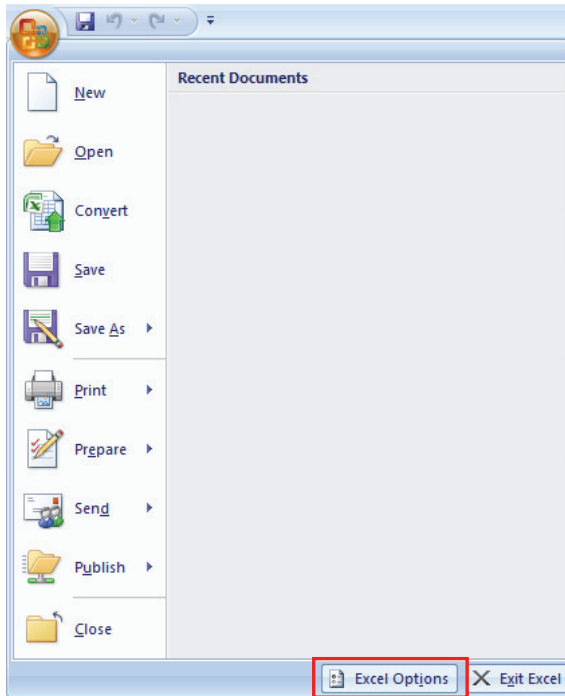 Recent Documents
New
Open
Convert
Save
Save As
Print
Prepare
Send
Publish
Close
Excel Options
Exit Excel